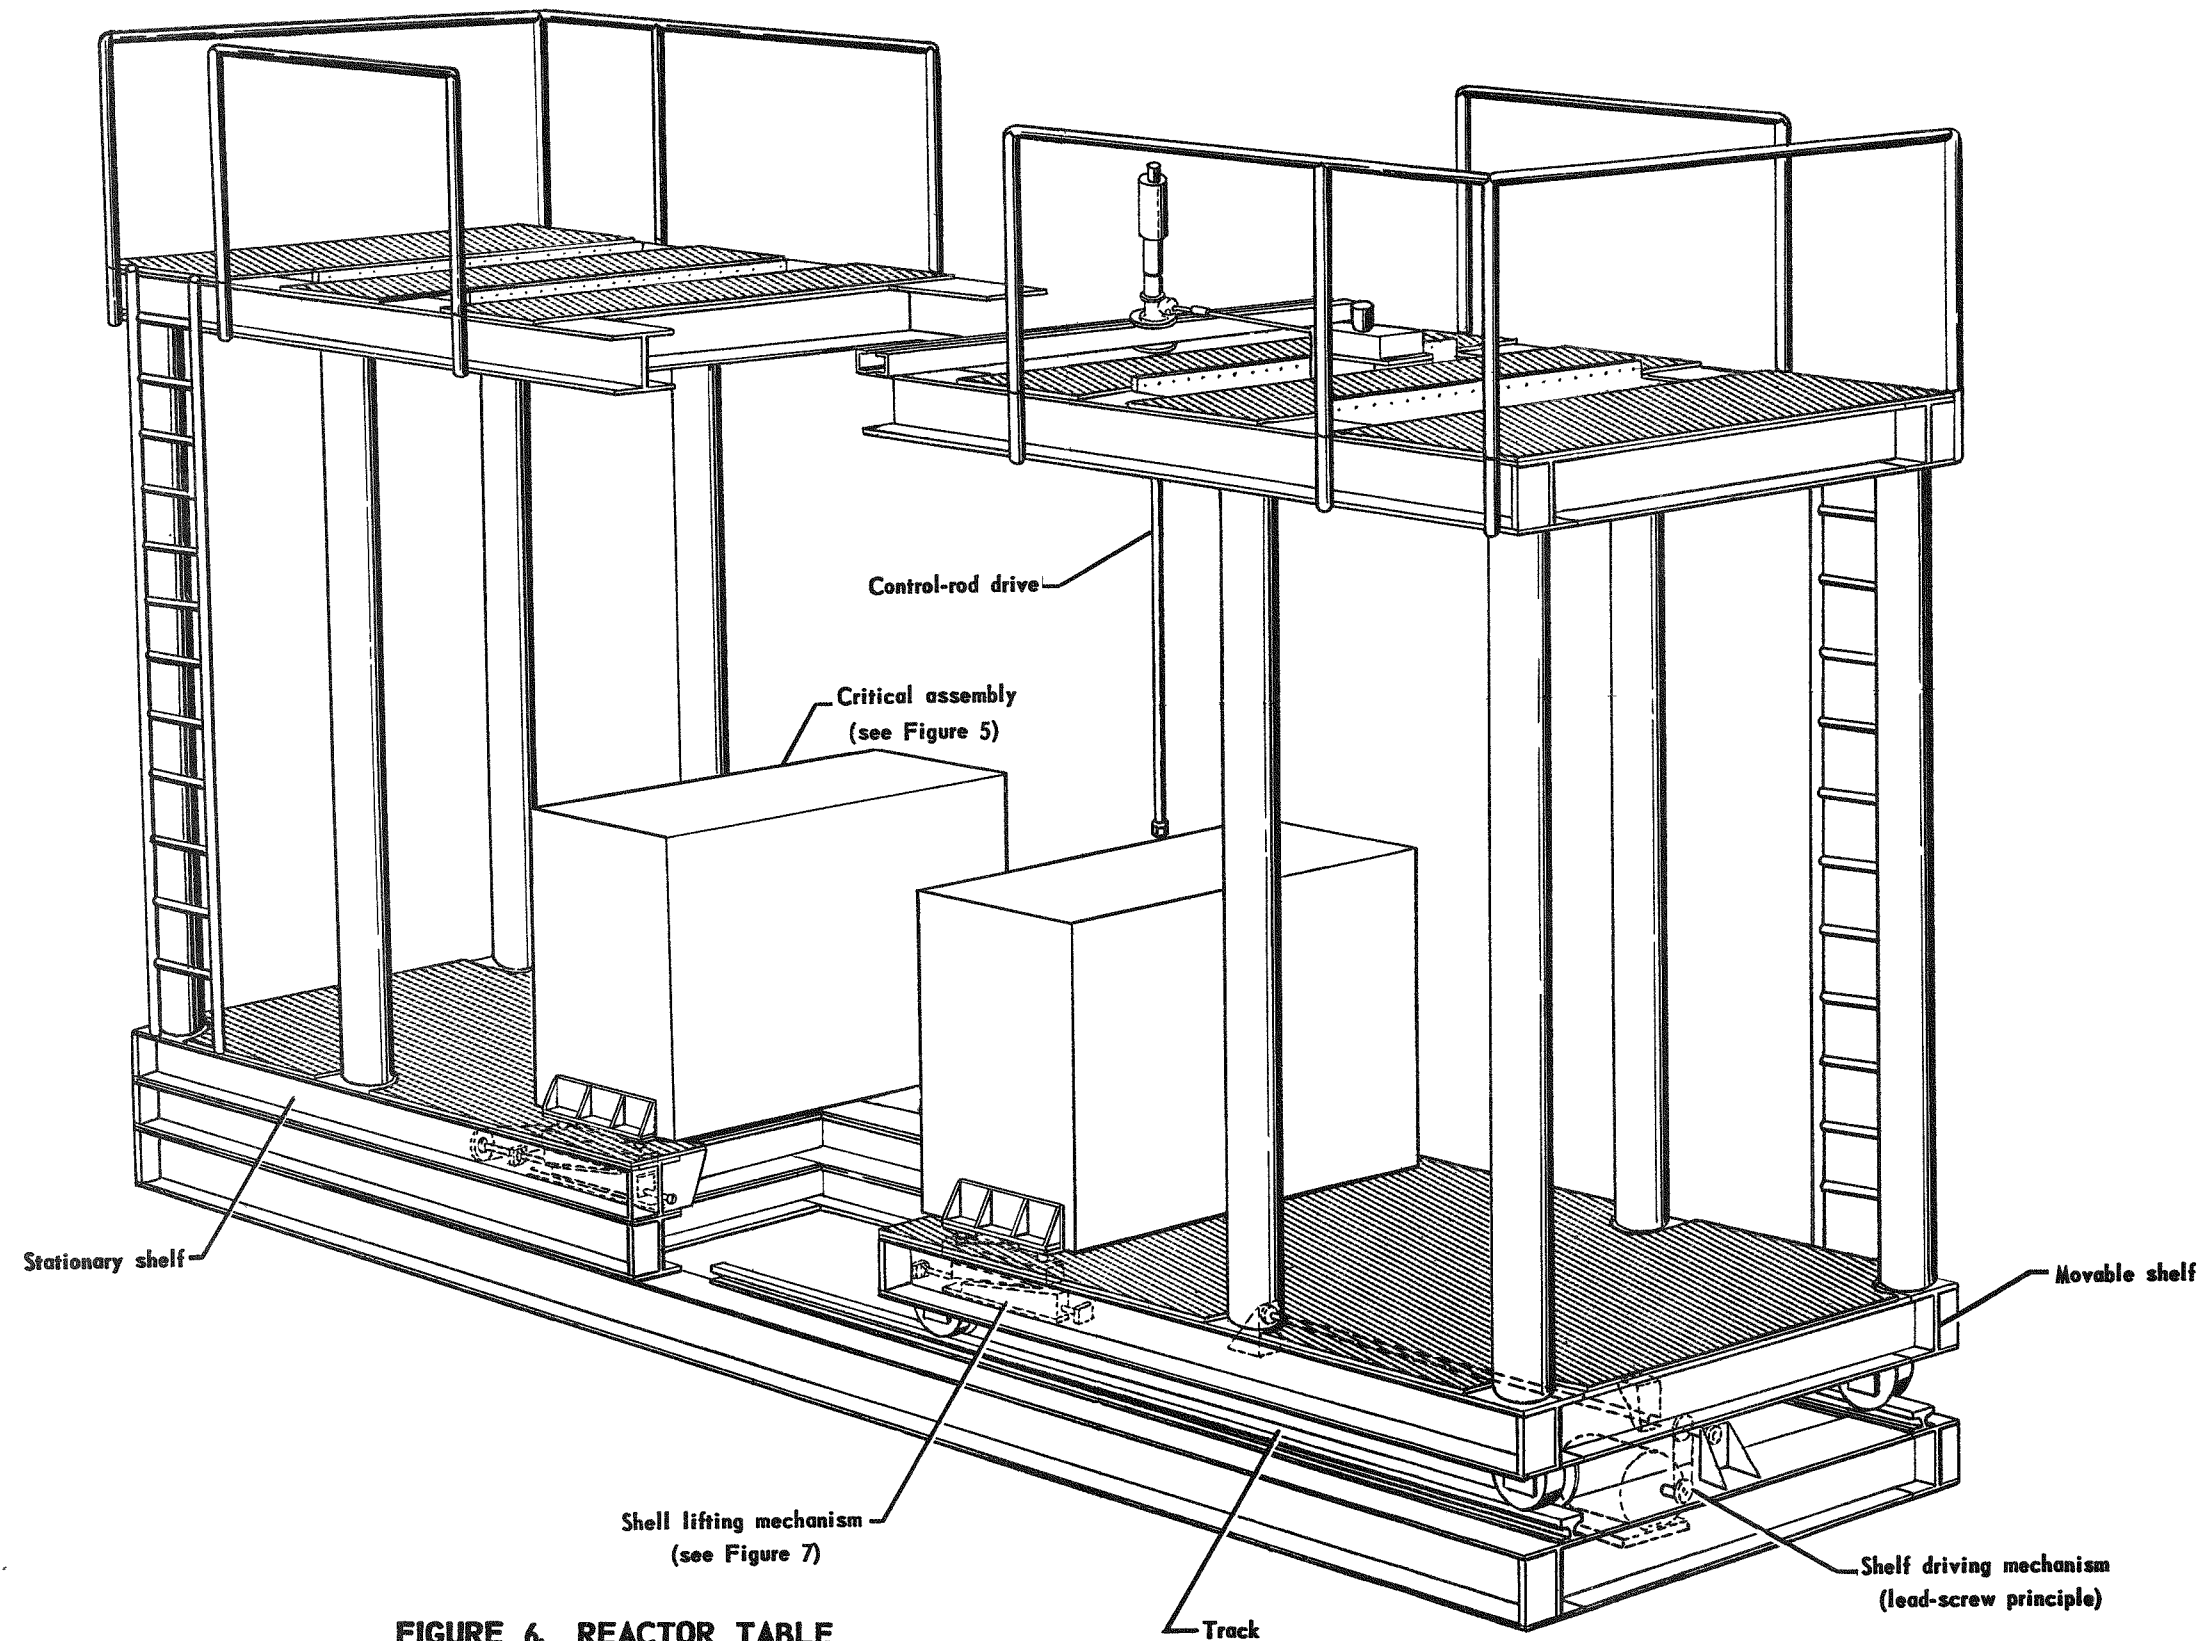 Control-rod drive
Critical assembly
(see Figure 5)
Stationary shelf
Movable shelf
Shell lifting mechanism
(see Figure 7)
Shelf driving mechanism
(lead-screw principle)
Track
FIGURE 6. REACTOR TABLE